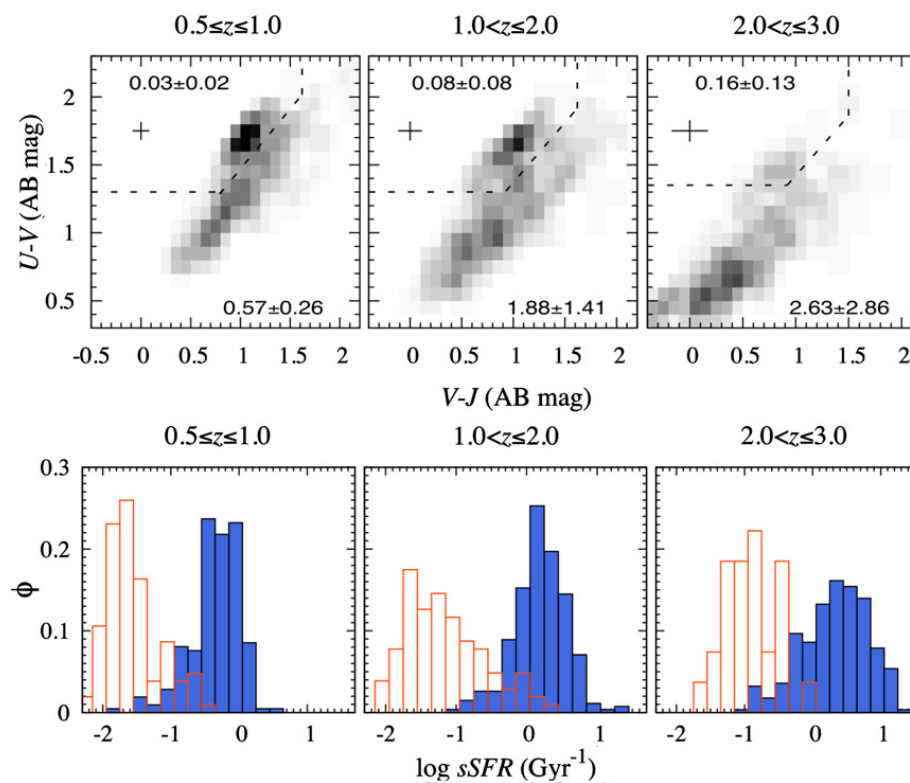 0.5≤z≤1.0 1.0<z≤2.0 2.0<z≤3.0
0.03±0.02 0.08±0.08 0.16±0.13
2
1.5
1
0.5
U-V (AB mag)
0.57±0.26 1.88±1.41 2.63±2.86
-0.5 0 0.5 1 1.5 2 0 0.5 1 1.5 2 0 0.5 1 1.5 2
V-J (AB mag)
0.5≤z≤1.0 1.0<z≤2.0 2.0<z≤3.0
0.3
0.2
0.1
0
ϕ
-2 -1 0 1 -2 -1 0 1 -2 -1 0 1
log sSFR (Gyr-1)